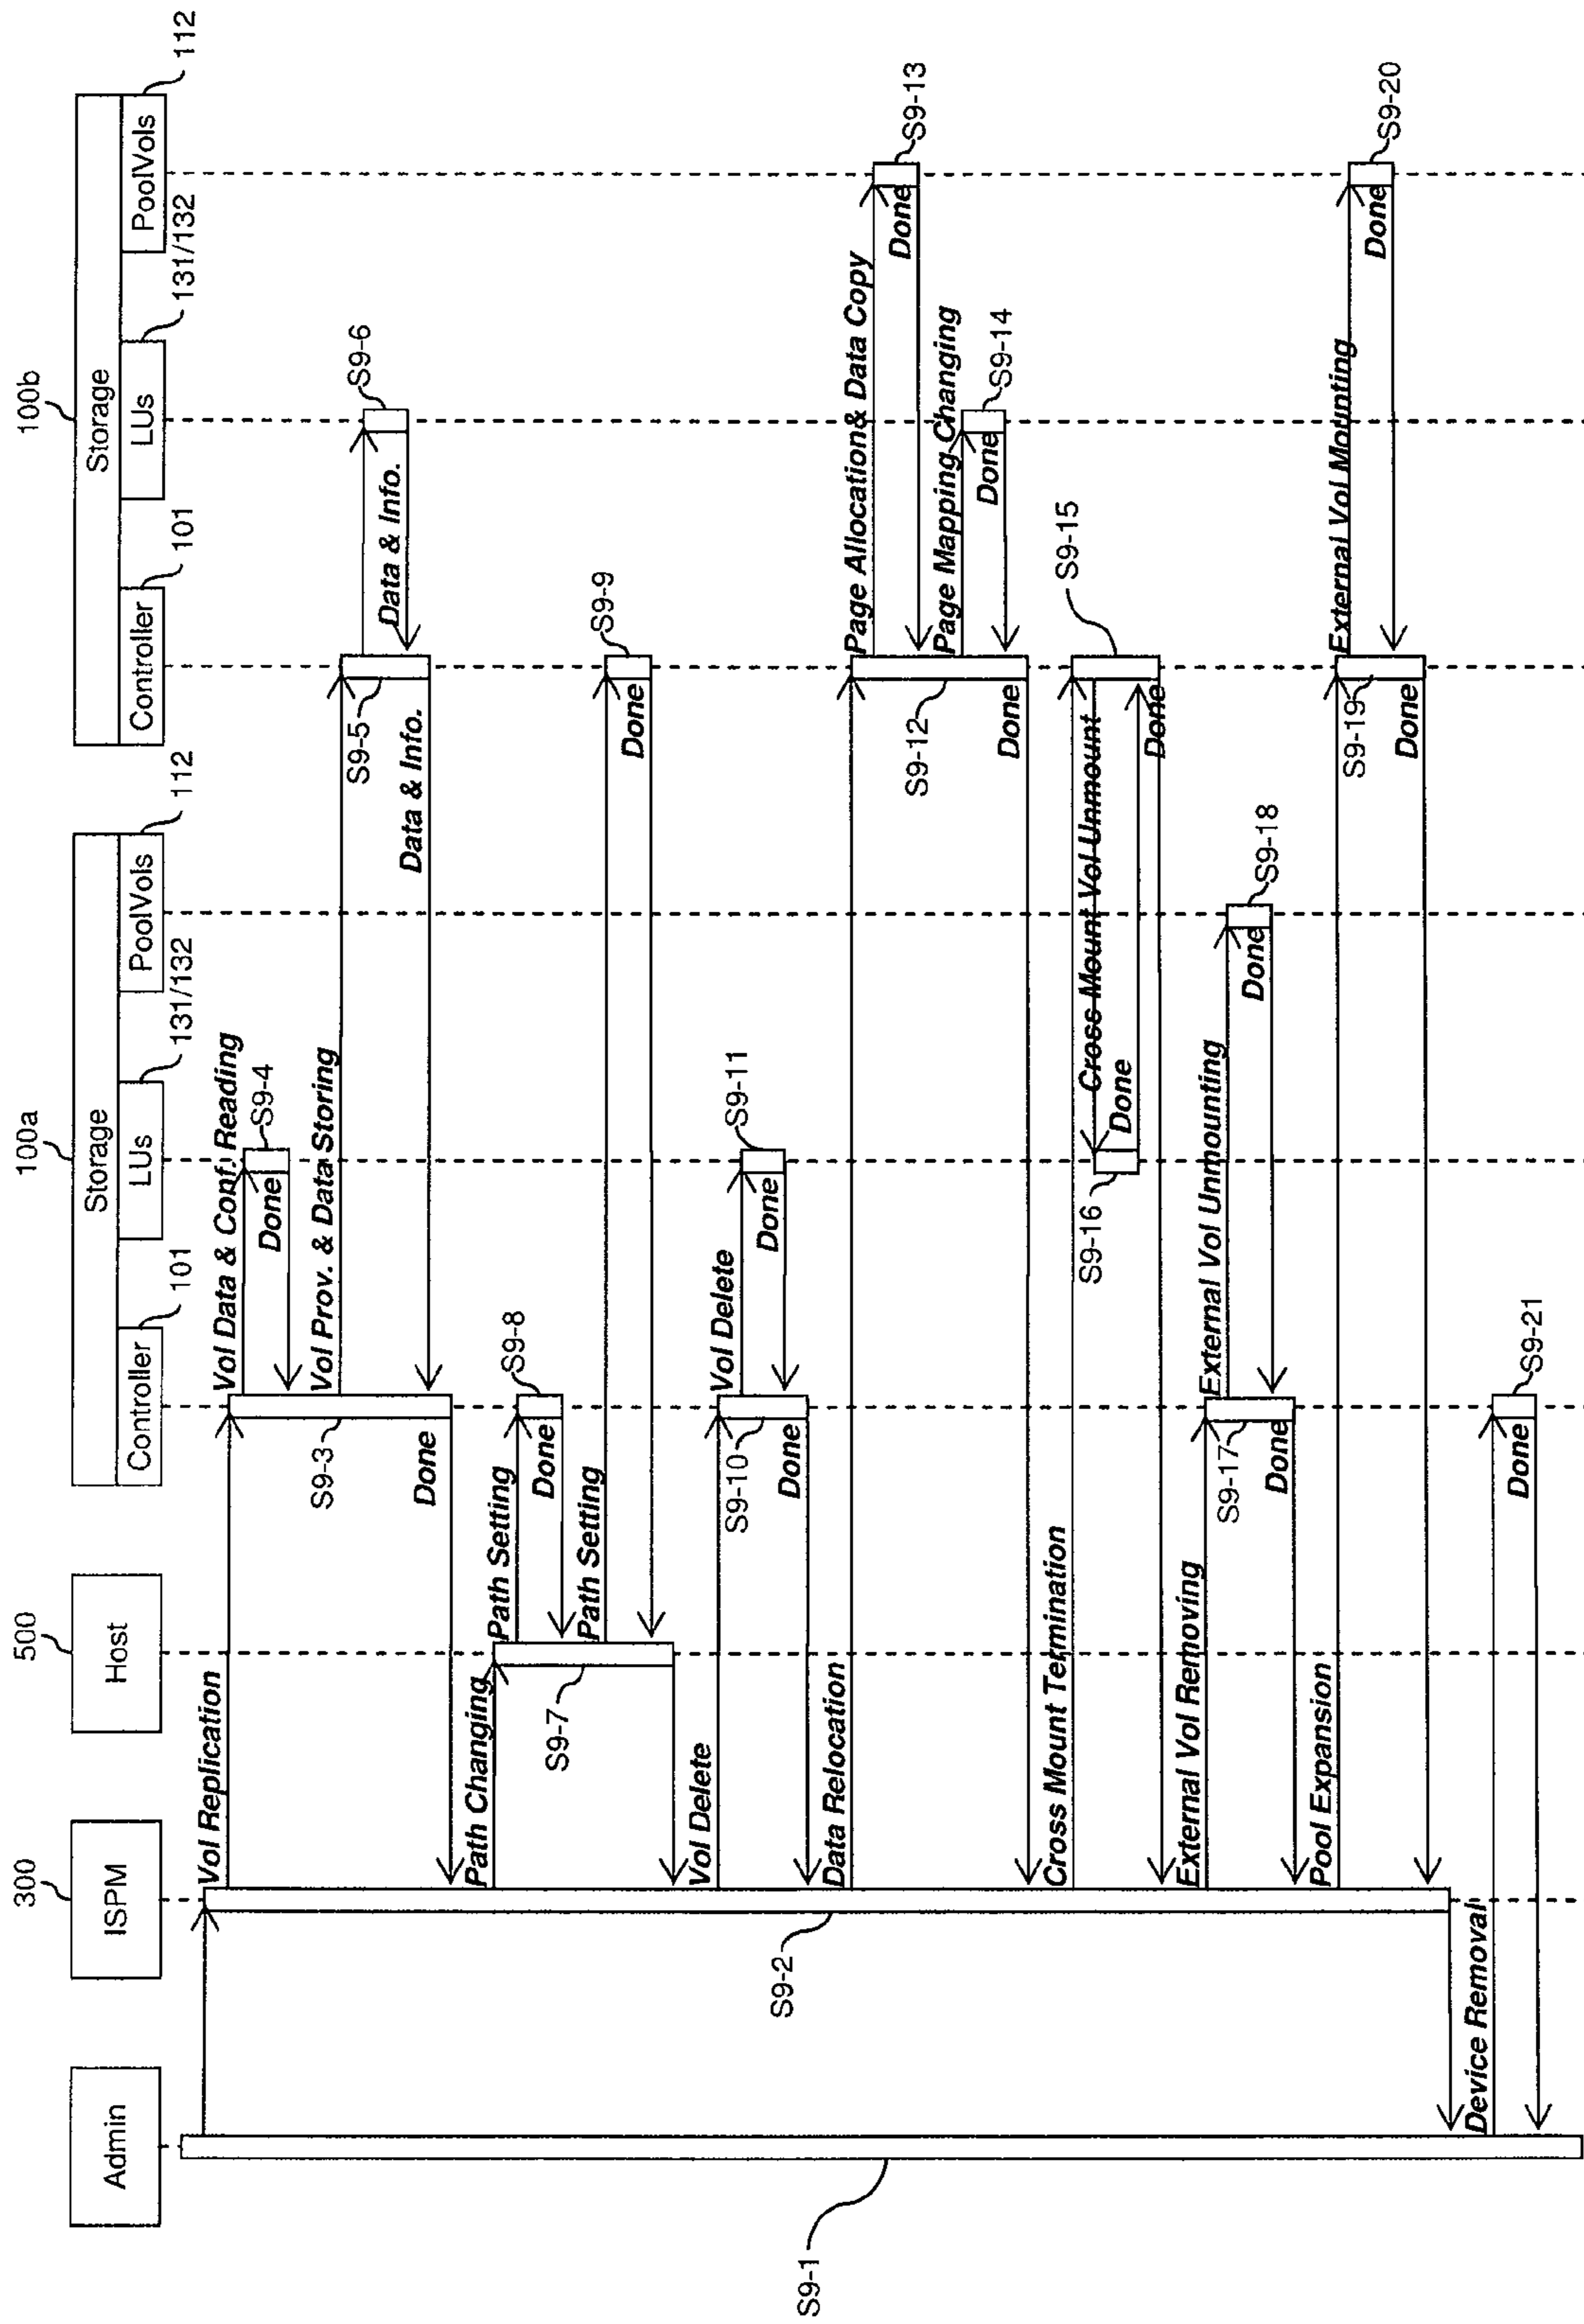 100a
100b
300
500
Storage
Storage
Admin
ISPM
Host
Controller
LUs
PoolVols
Controller
LUs
PoolVols
101
131/132
112
101
131/132
112
Vol Replication
Vol Data & Conf. Reading
S9-4
Done
Vol Prov. & Data Storing
S9-3
S9-5
S9-6
Data & Info.
Data & Info.
Done
Path Changing
Path Setting
S9-8
Done
S9-7
Path Setting
S9-9
Done
Vol Delete
Vol Delete
S9-11
Done
S9-10
Done
S9-2
Data Relocation
Page Allocation& Data Copy
S9-13
Done
S9-12
Page Mapping Changing
S9-14
Done
Done
S9-1
Cross Mount Termination
S9-15
Cross Mount Vol Unmount
S9-16
Done
Done
External Vol Removing
External Vol Unmounting
S9-18
Done
S9-17
Done
Pool Expansion
External Vol Mounting
S9-20
Done
S9-19
Done
Device Removal
S9-21
Done